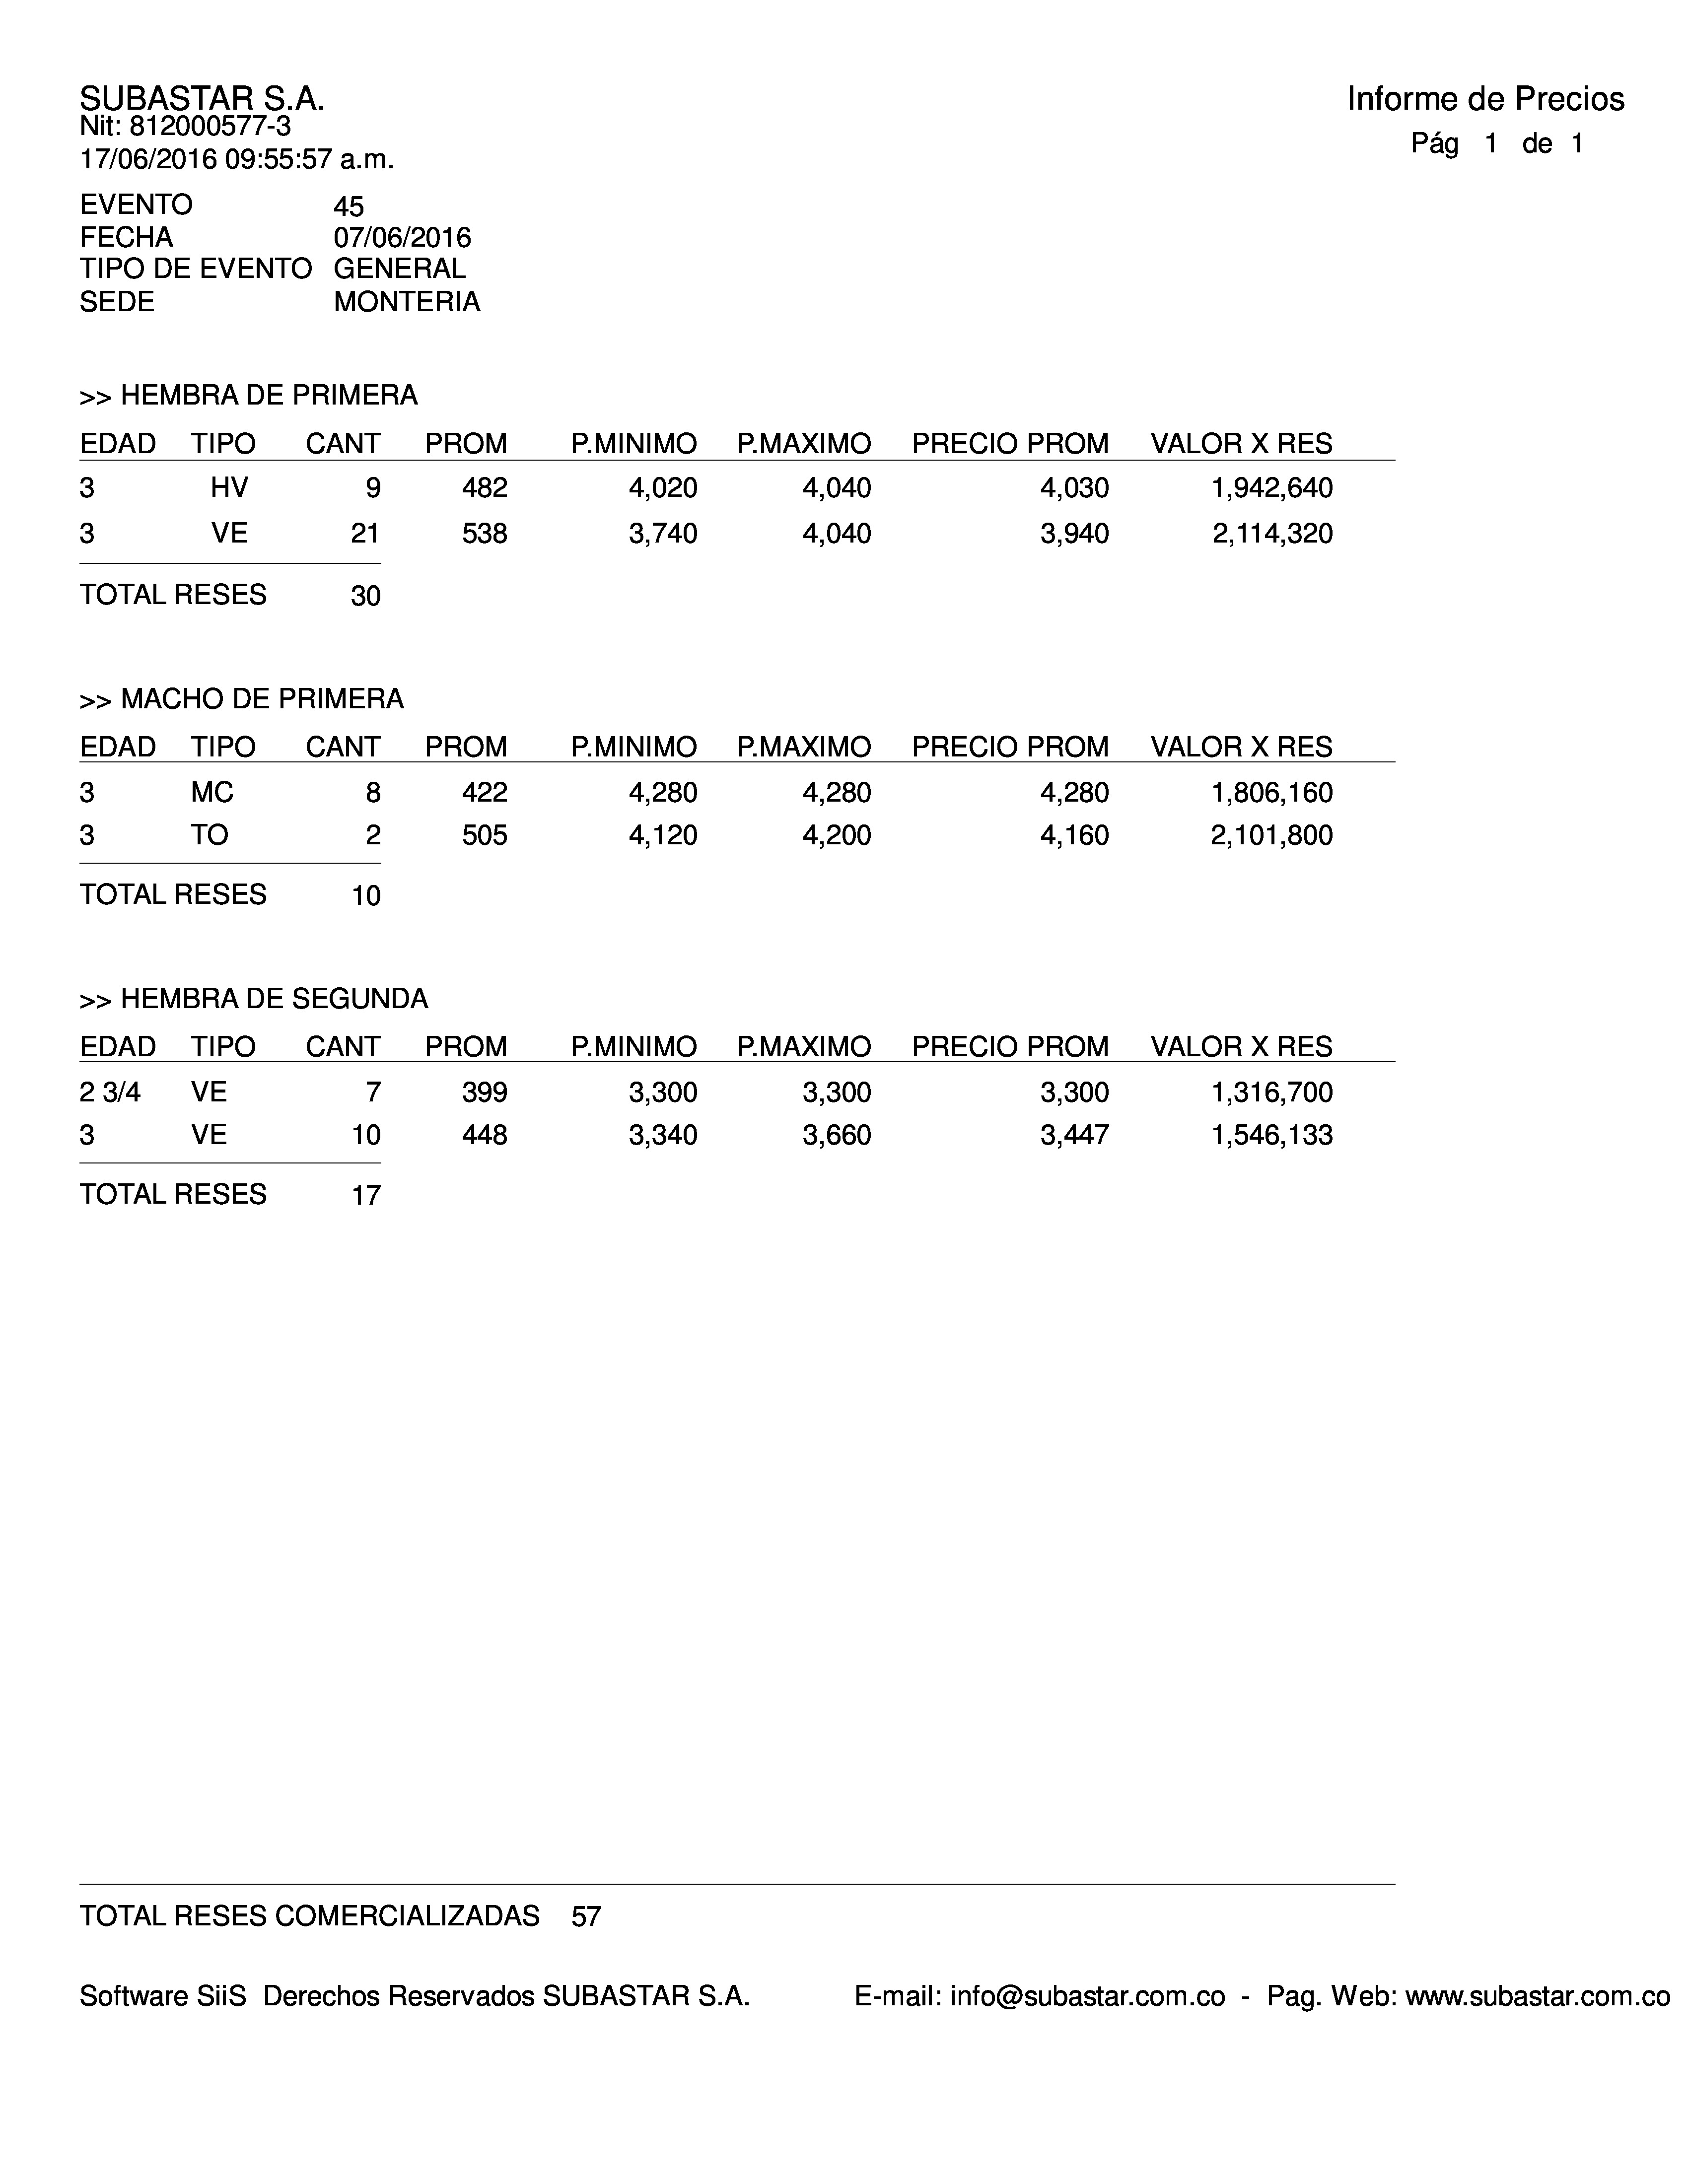 SUBASTAR S.A.
Informe de Precios
Nit: 812000577-3
Pág 1 de 1
17/06/2016 09:55:57 a.m.
EVENTO 45
FECHA 07/06/2016
TIPO DE EVENTO GENERAL
SEDE MONTERIA
>> HEMBRA DE PRIMERA
EDAD TIPO CANT PROM P.MINIMO P.MAXIMO PRECIO PROM VALOR X RES
3 HV 9 482 4,020 4,040 4,030 1,942,640
3 VE 21 538 3,740 4,040 3,940 2,114,320
TOTAL RESES 30
>> MACHO DE PRIMERA
EDAD TIPO CANT PROM P.MINIMO P.MAXIMO PRECIO PROM VALOR X RES
3 MC 8 422 4,280 4,280 4,280 1,806,160
3 TO 2 505 4,120 4,200 4,160 2,101,800
TOTAL RESES 10
>> HEMBRA DE SEGUNDA
EDAD TIPO CANT PROM P.MINIMO P.MAXIMO PRECIO PROM VALOR X RES
2 3/4 VE 7 399 3,300 3,300 3,300 1,316,700
3 VE 10 448 3,340 3,660 3,447 1,546,133
TOTAL RESES 17
TOTAL RESES COMERCIALIZADAS 57
Software SiiS Derechos Reservados SUBASTAR S.A. E-mail: info@subastar.com.co - Pag. Web: www.subastar.com.co